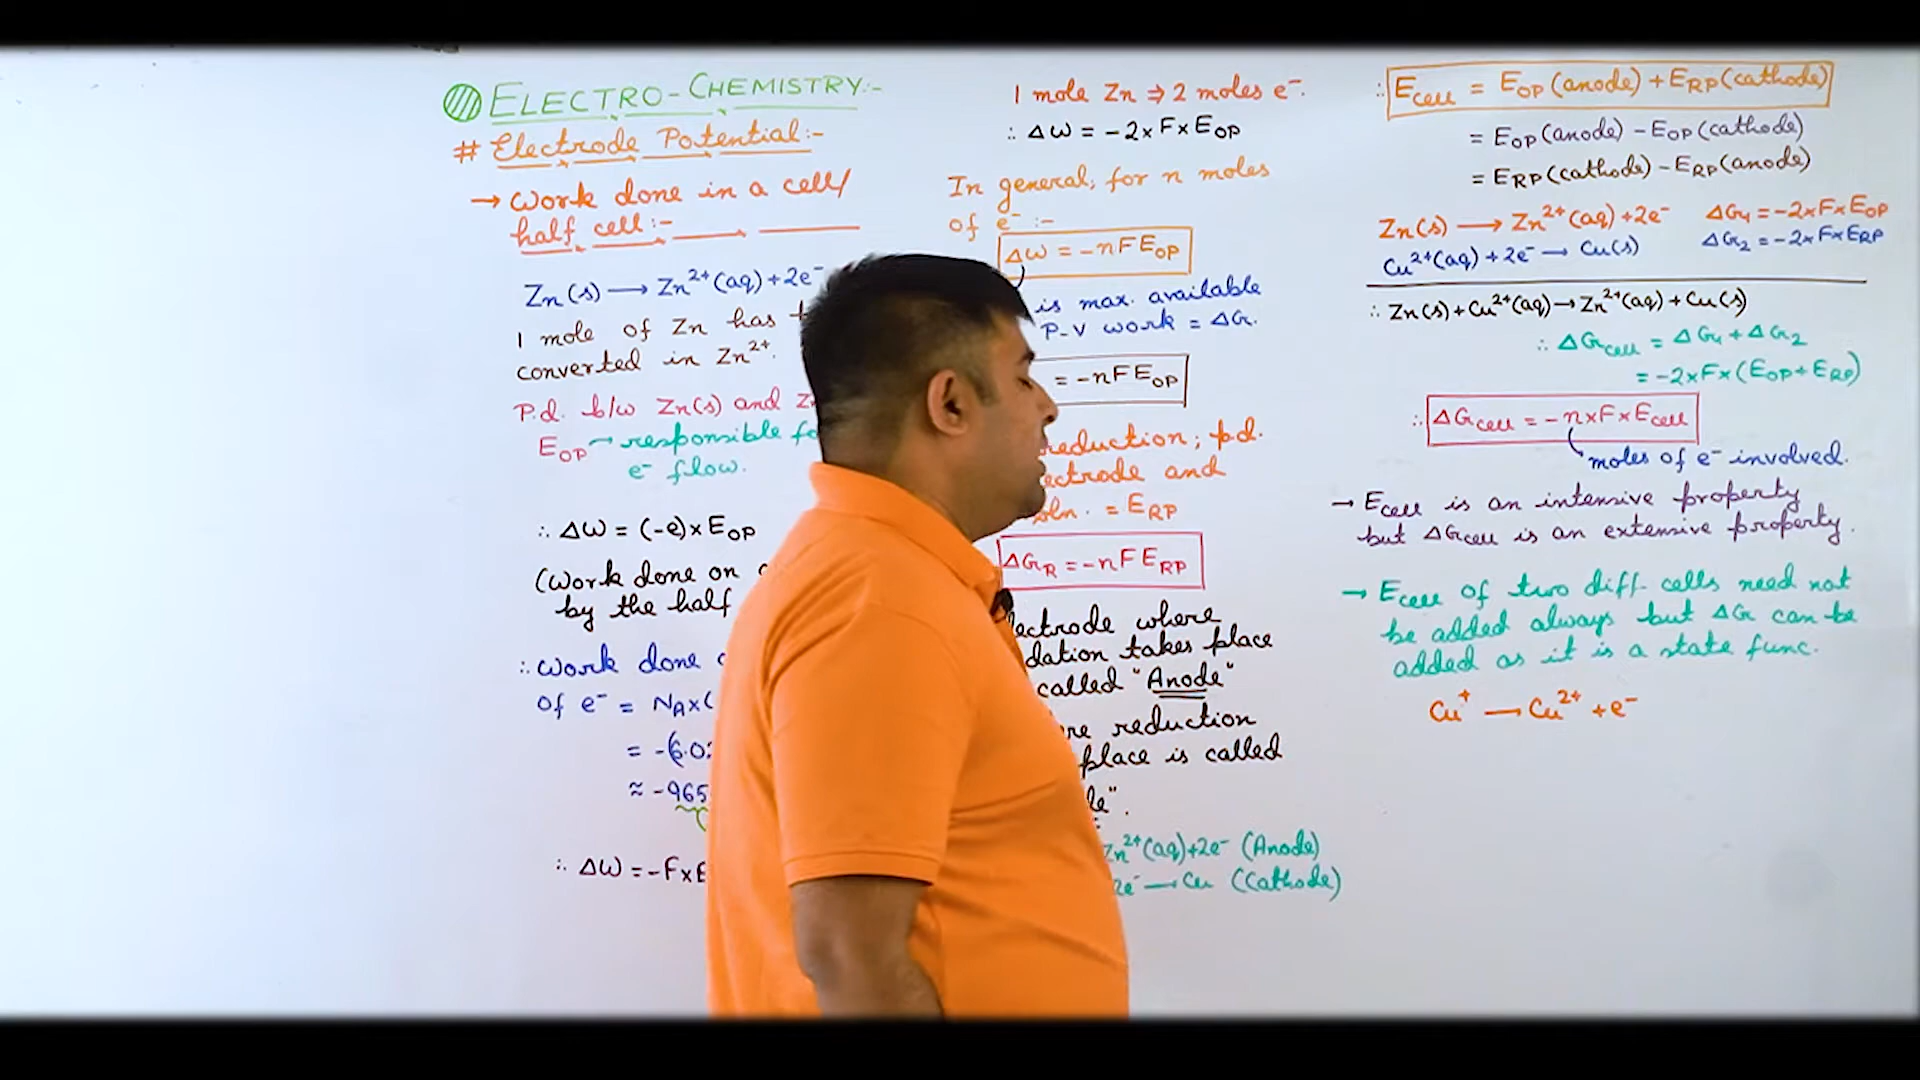 ELECTRO-CHEMISTRY:-
# Electrode Potential:-
→ Work done in a cell/
half cell:-
Zn(s) → Zn²⁺(aq)+2e⁻
1 mole of Zn has
converted in Zn²⁺.
P.d. b/w Zn(s) and
E_OP → responsible
e⁻ flow.
∴ ΔW = (-e)×E_OP
(Work done on
by the half
∴ Work done
of e⁻ = N_A×(
= -(6.02
≈ -965
∴ ΔW = -F×E
1 mole Zn ⇒ 2 moles e⁻.
∴ ΔW = -2×F×E_OP
In general, for n moles
of e⁻:-
ΔW = -nFE_OP
is max. available
P-V work = ΔG.
= -nFE_OP
reduction; p.d.
and
soln. = E_RP
ΔG_R = -nFE_RP
where
takes place
called "Anode"
reduction
place is called
Zn²⁺(aq)+2e⁻ (Anode)
2e⁻ → Cu (Cathode)
∴ E_cell = E_OP(anode) + E_RP(cathode)
= E_OP(anode) - E_OP(cathode)
= E_RP(cathode) - E_RP(anode)
Zn(s) → Zn²⁺(aq)+2e⁻ ΔG₁ = -2×F×E_OP
Cu²⁺(aq)+2e⁻ → Cu(s) ΔG₂ = -2×F×E_RP
∴ Zn(s)+Cu²⁺(aq) → Zn²⁺(aq)+Cu(s)
∴ ΔG_cell = ΔG₁ + ΔG₂
= -2×F×(E_OP+E_RP)
∴ ΔG_cell = -n×F×E_cell
moles of e⁻ involved.
→ E_cell is an intensive property
but ΔG_cell is an extensive property.
→ E_cell of two diff. cells need not
be added always but ΔG can be
added as it is a state func.
Cu⁺ → Cu²⁺ + e⁻